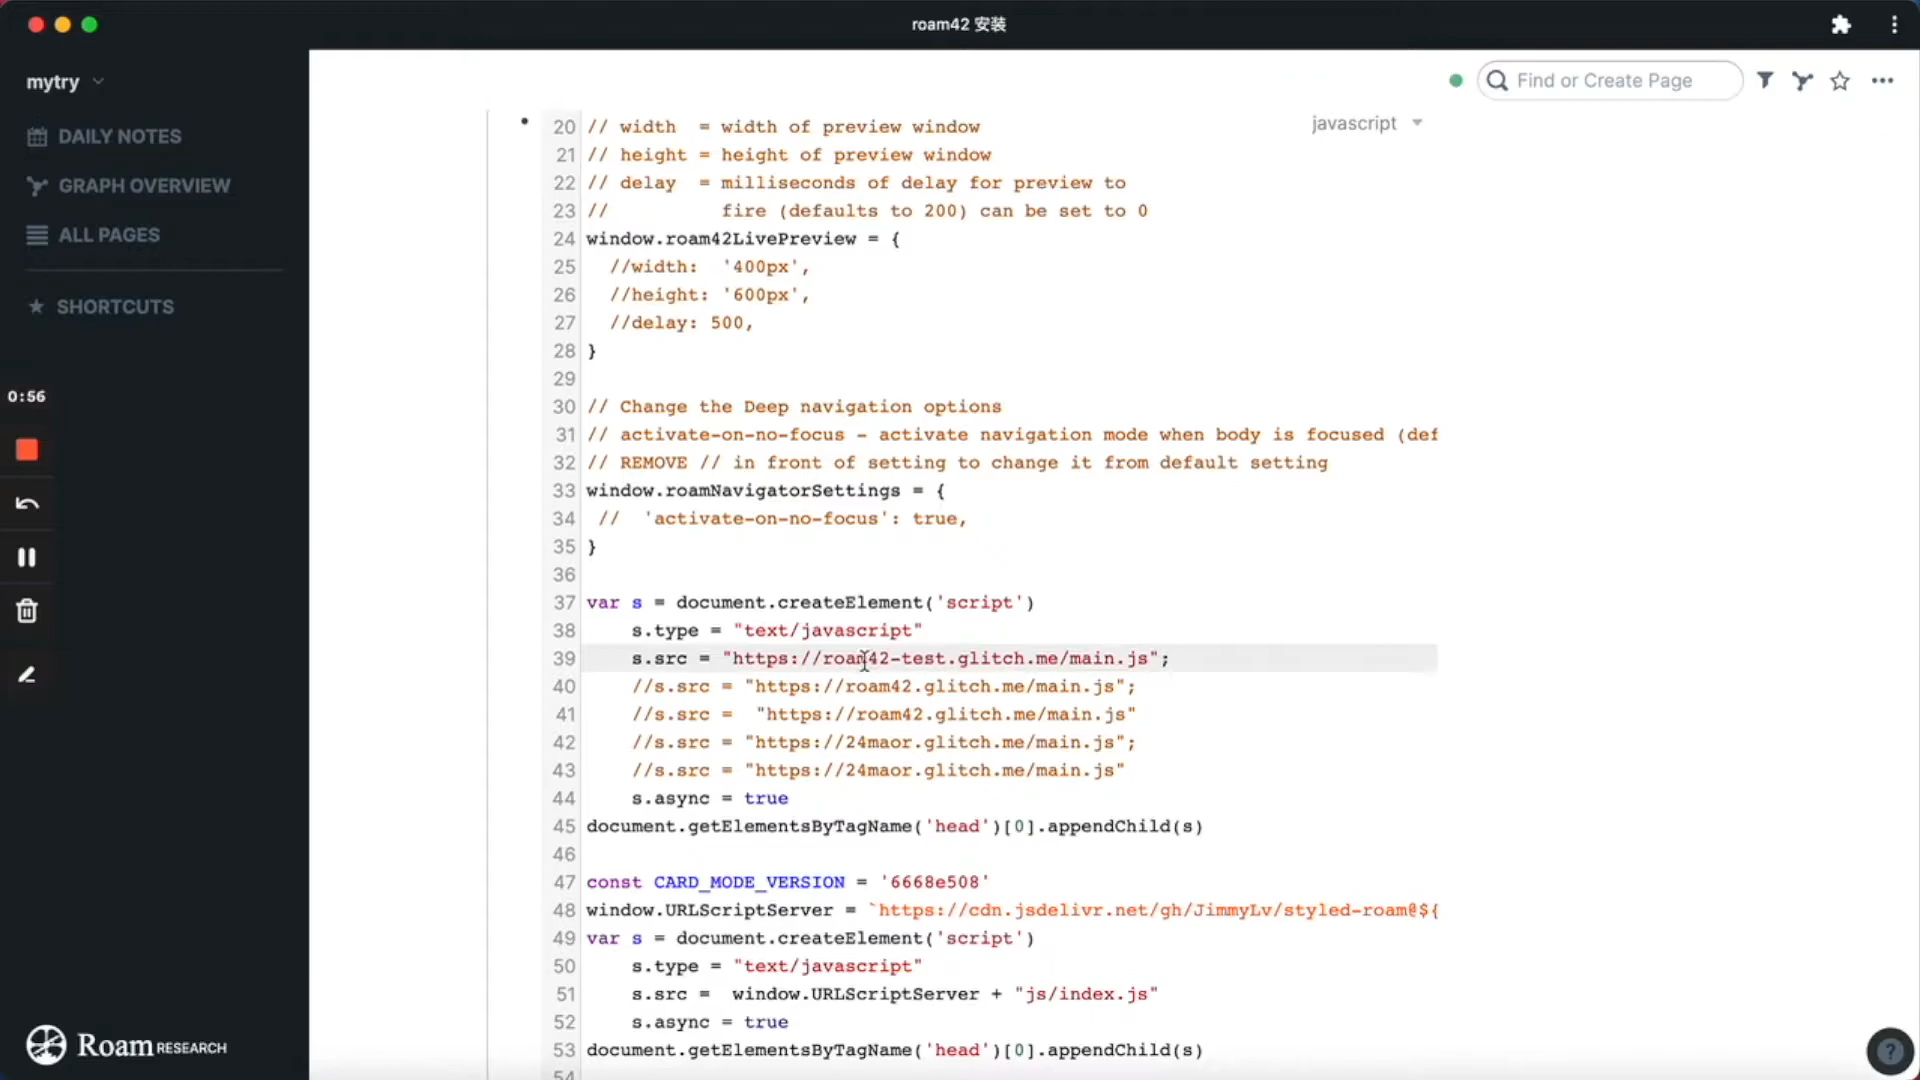 roam42 安装
mytry
Find or Create Page
DAILY NOTES
GRAPH OVERVIEW
ALL PAGES
SHORTCUTS
0:56
javascript
20 // width  = width of preview window
21 // height = height of preview window
22 // delay  = milliseconds of delay for preview to
23 //          fire (defaults to 200) can be set to 0
24 window.roam42LivePreview = {
25   //width:  '400px',
26   //height: '600px',
27   //delay: 500,
28 }
29
30 // Change the Deep navigation options
31 // activate-on-no-focus - activate navigation mode when body is focused (def
32 // REMOVE // in front of setting to change it from default setting
33 window.roamNavigatorSettings = {
34  //  'activate-on-no-focus': true,
35 }
36
37 var s = document.createElement('script')
38     s.type = "text/javascript"
39     s.src = "https://roam42-test.glitch.me/main.js";
40     //s.src = "https://roam42.glitch.me/main.js";
41     //s.src =  "https://roam42.glitch.me/main.js"
42     //s.src = "https://24maor.glitch.me/main.js";
43     //s.src = "https://24maor.glitch.me/main.js"
44     s.async = true
45 document.getElementsByTagName('head')[0].appendChild(s)
46
47 const CARD_MODE_VERSION = '6668e508'
48 window.URLScriptServer = `https://cdn.jsdelivr.net/gh/JimmyLv/styled-roam@${
49 var s = document.createElement('script')
50     s.type = "text/javascript"
51     s.src =  window.URLScriptServer + "js/index.js"
52     s.async = true
53 document.getElementsByTagName('head')[0].appendChild(s)
54
Roam RESEARCH
?